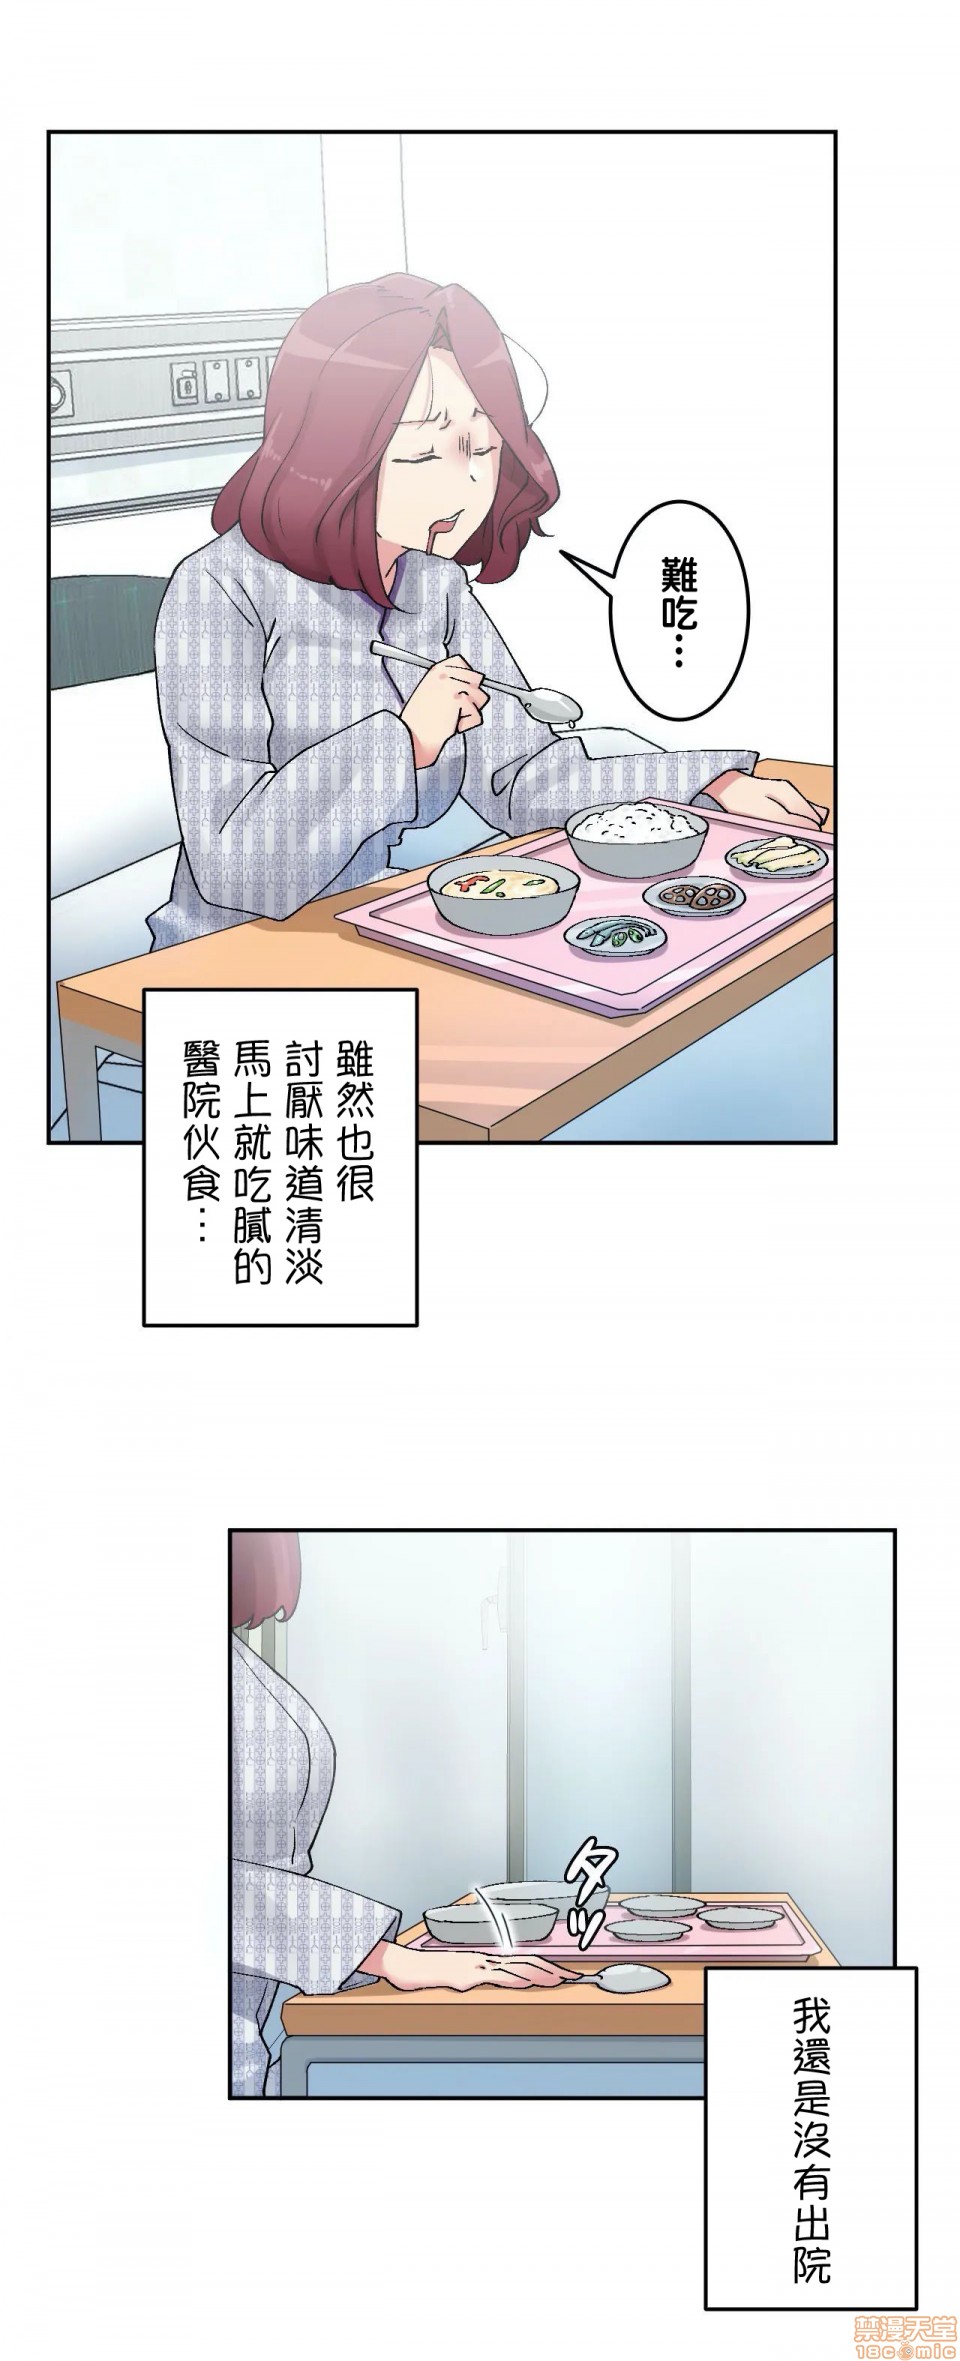 難吃…
雖然也很
討厭味道清淡
馬上就吃膩的
醫院伙食…
タッ
我還是沒有出院
禁漫天堂
18comic